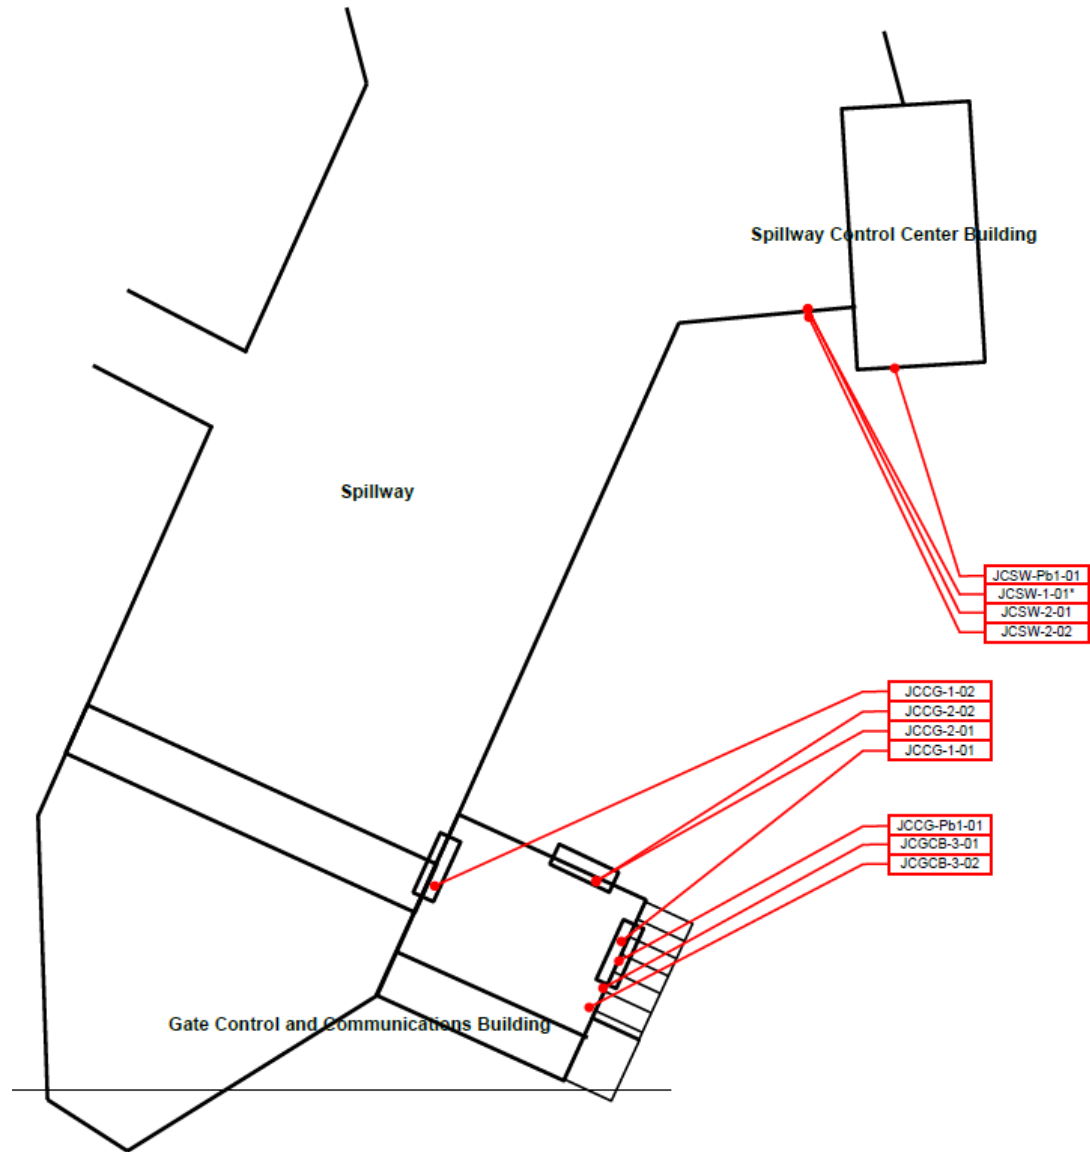 Spillway Control Center Building
Spillway
JCSW-Pb1-01
JCSW-1-01*
JCSW-2-01
JCSW-2-02
JCCG-1-02
JCCG-2-02
JCCG-2-01
JCCG-1-01
JCCG-Pb1-01
JCGCB-3-01
JCGCB-3-02
Gate Control and Communications Building